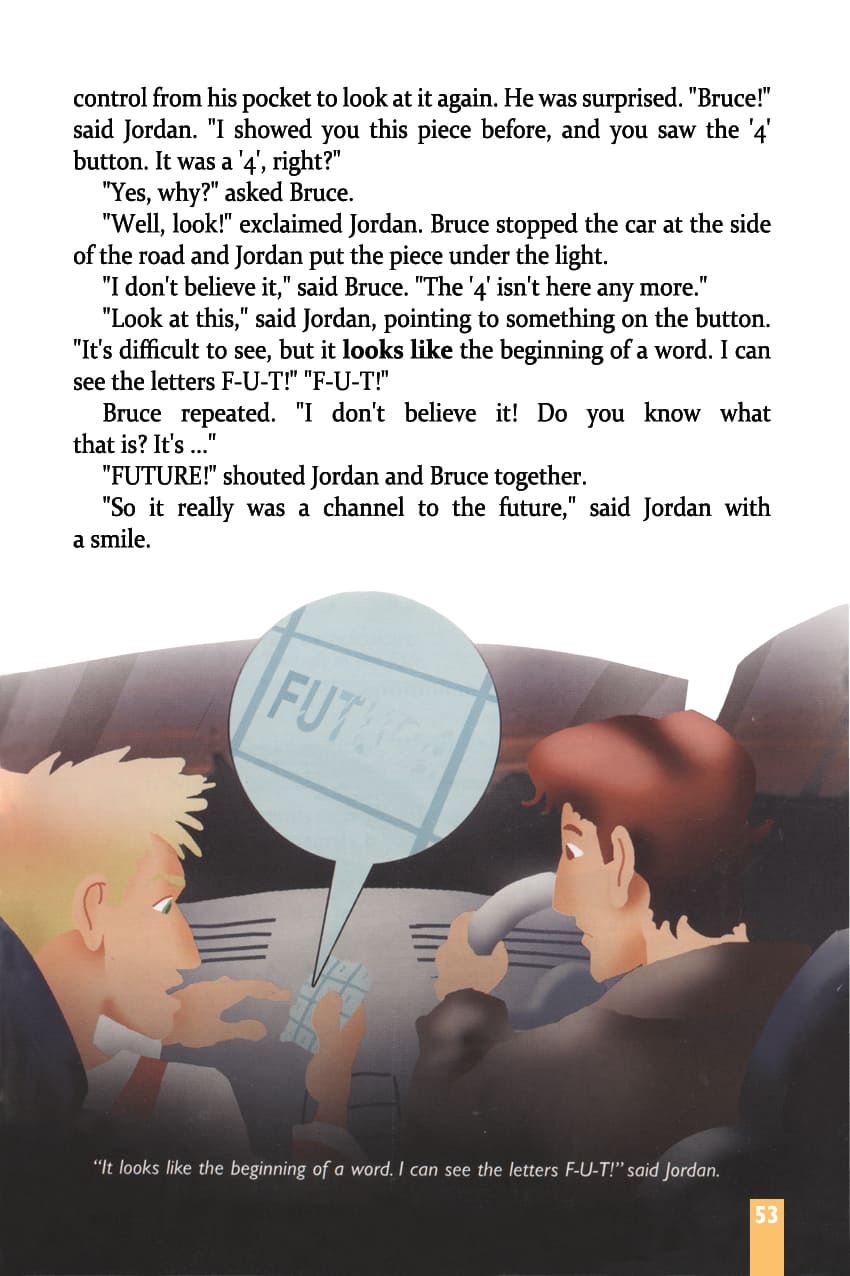 control from his pocket to look at it again. He was surprised. "Bruce!"
said Jordan. "I showed you this piece before, and you saw the '4'
button. It was a '4', right?"
"Yes, why?" asked Bruce.
"Well, look!" exclaimed Jordan. Bruce stopped the car at the side
of the road and Jordan put the piece under the light.
"I don't believe it," said Bruce. "The '4' isn't here any more."
"Look at this," said Jordan, pointing to something on the button.
"It's difficult to see, but it looks like the beginning of a word. I can
see the letters F-U-T!" "F-U-T!"
Bruce repeated. "I don't believe it! Do you know what
that is? It's ..."
"FUTURE!" shouted Jordan and Bruce together.
"So it really was a channel to the future," said Jordan with
a smile.
FUT
“It looks like the beginning of a word. I can see the letters F-U-T!” said Jordan.
53